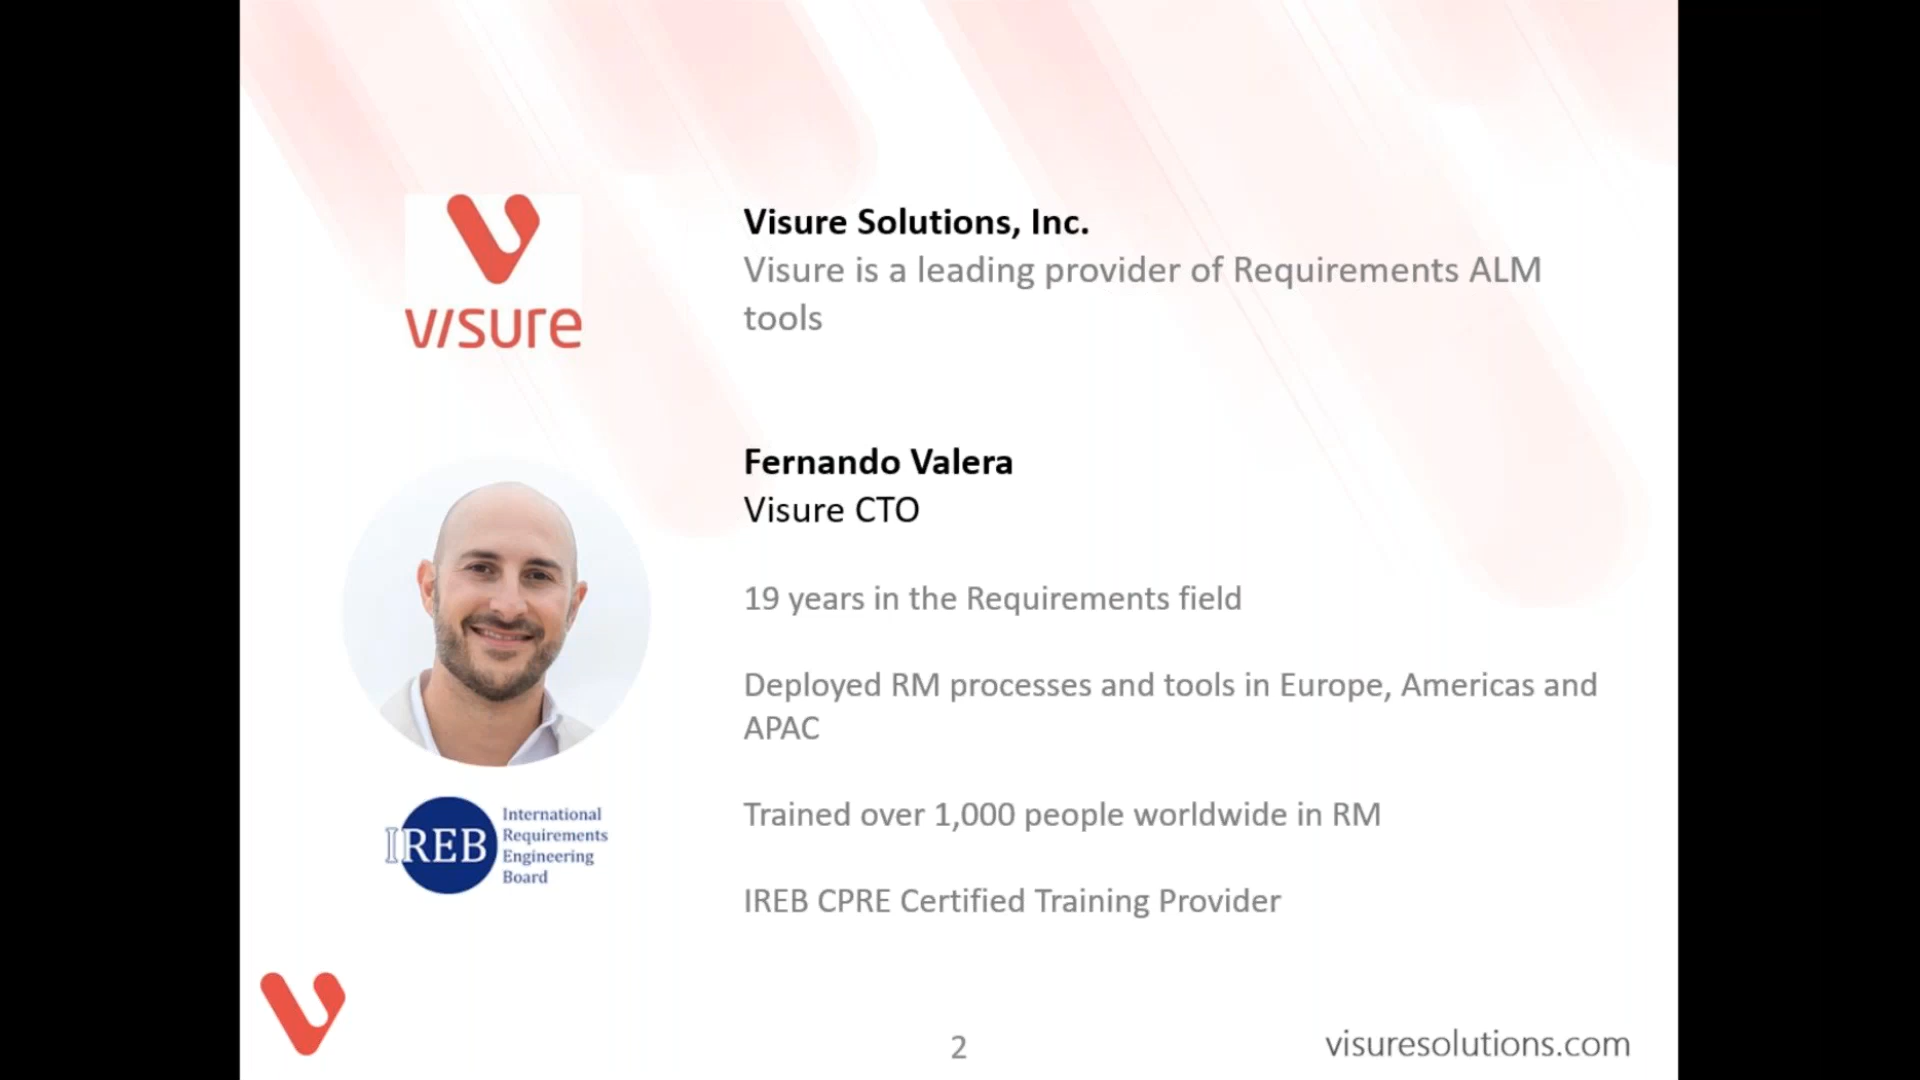 visure
Visure Solutions, Inc.
Visure is a leading provider of Requirements ALM
tools
Fernando Valera
Visure CTO
19 years in the Requirements field
Deployed RM processes and tools in Europe, Americas and
APAC
Trained over 1,000 people worldwide in RM
IREB CPRE Certified Training Provider
IREB
International
Requirements
Engineering
Board
2
visuresolutions.com